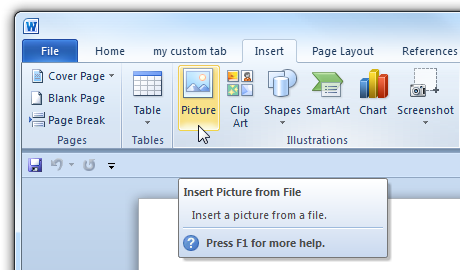 W
File Home my custom tab Insert Page Layout References
Cover Page
Blank Page
Page Break
Pages
Table
Tables
Picture
Clip
Art
Shapes
SmartArt
Chart
Screenshot
Illustrations
Insert Picture from File
Insert a picture from a file.
? Press F1 for more help.